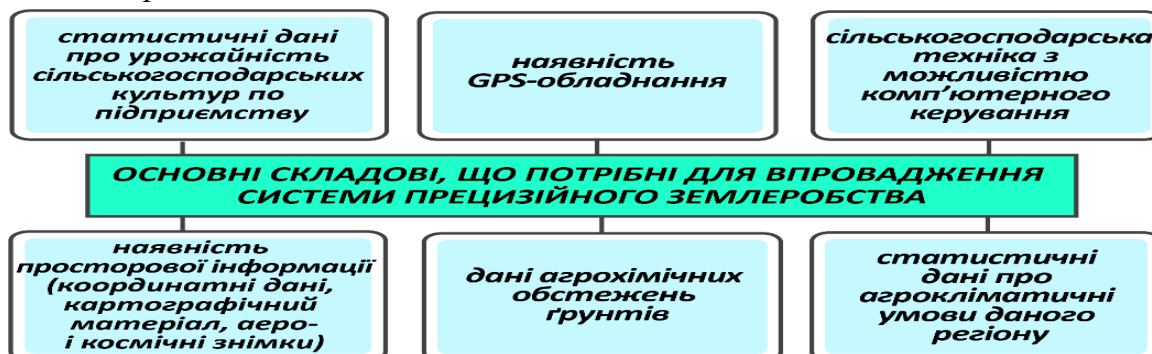 статистичні дані
про урожайність
сільськогосподарських
культур по
підприємству
наявність
GPS-обладнання
сільськогосподарська
техніка з
можливістю
комп’ютерного
керування
ОСНОВНІ СКЛАДОВІ, ЩО ПОТРІБНІ ДЛЯ ВПРОВАДЖЕННЯ
СИСТЕМИ ПРЕЦИЗІЙНОГО ЗЕМЛЕРОБСТВА
наявність
просторової інформації
(координатні дані,
картографічний
матеріал, аеро-
і космічні знімки)
дані агрохімічних
обстежень
ґрунтів
статистичні
дані про
агрокліматичні
умови даного
регіону